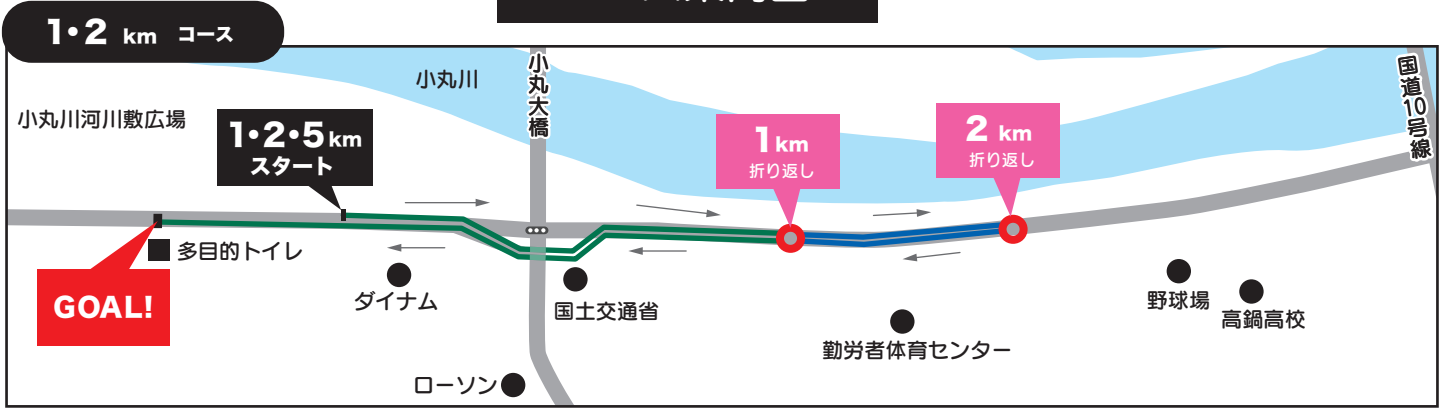 1・2 km コース
小丸川
小丸大橋
国道10号線
小丸川河川敷広場
1・2・5km
スタート
1km
折り返し
2 km
折り返し
多目的トイレ
GOAL!
ダイナム
国土交通省
野球場
高鍋高校
勤労者体育センター
ローソン